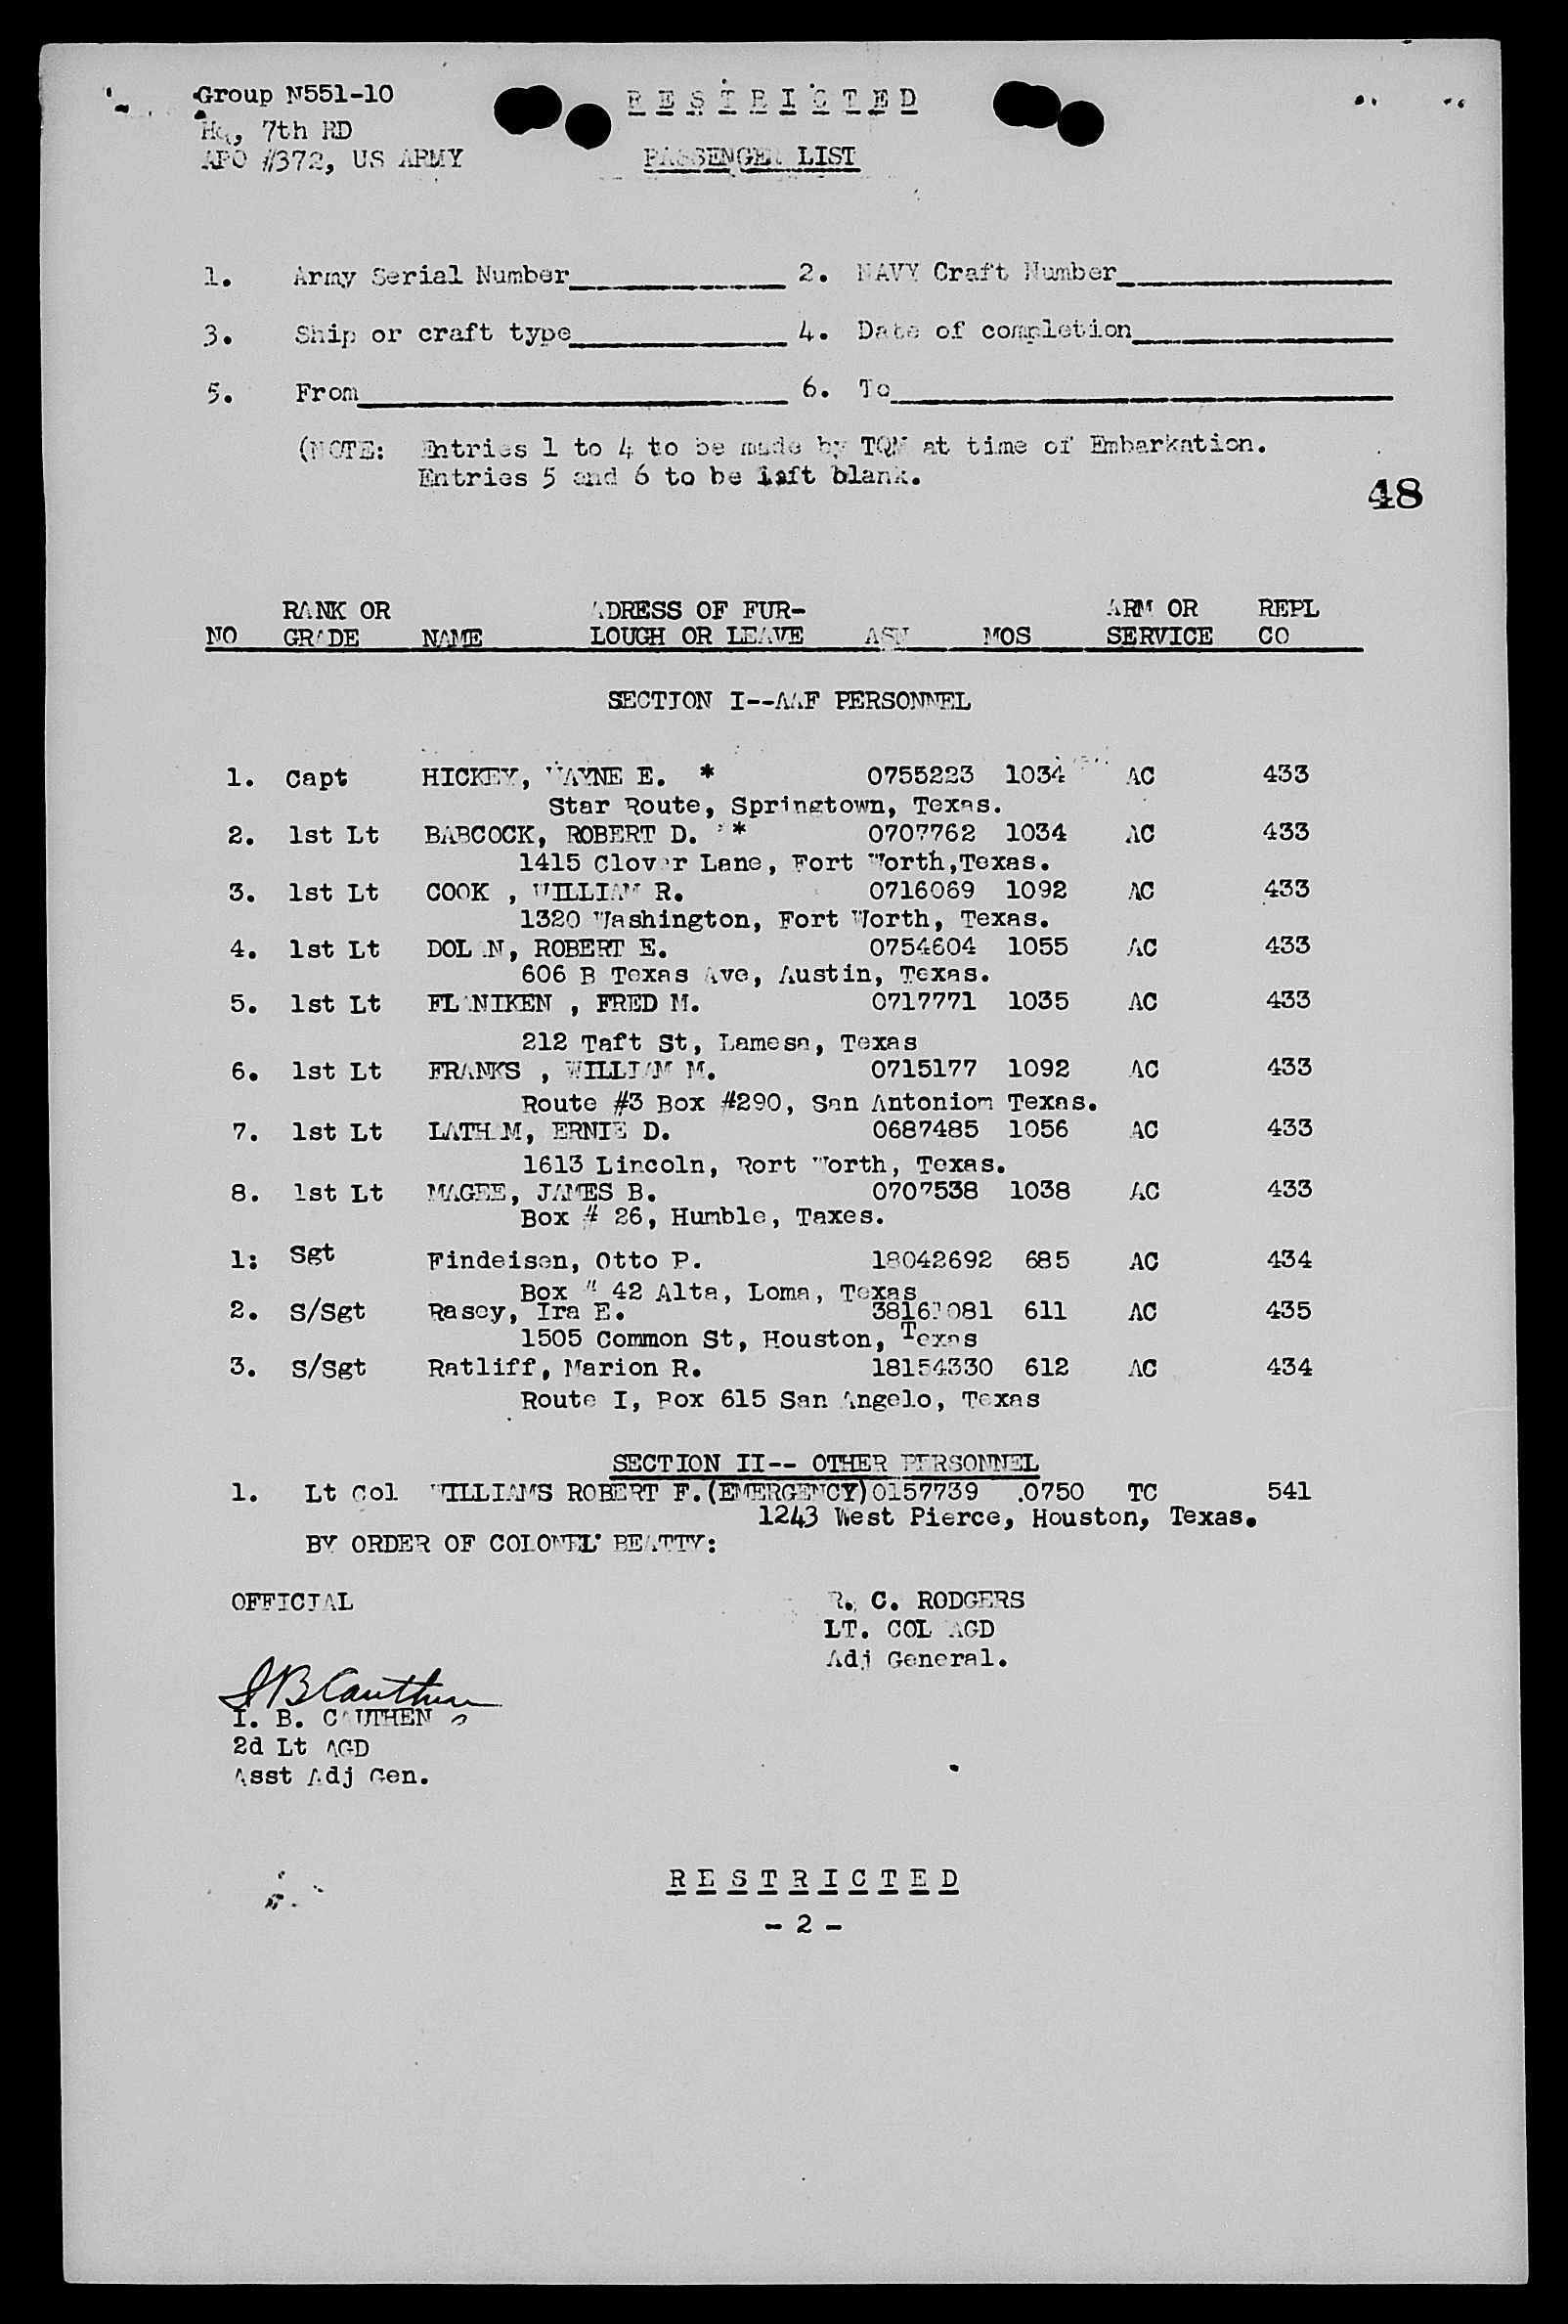 Group N551-10
RESTRICTED
Hq, 7th RD
APO #372, US ARMY
PASSENGER LIST
1. Army Serial Number 2. NAVY Craft Number
3. Ship or craft type 4. Date of completion
5. From 6. To
(NOTE: Entries 1 to 4 to be made by TQM at time of Embarkation.
Entries 5 and 6 to be left blank.
48
RANK OR ADRESS OF FUR- ARM OR REPL
NO GRADE NAME LOUGH OR LEAVE ASN MOS SERVICE CO
SECTION I--AAF PERSONNEL
1. Capt HICKEY, WAYNE E. * 0755223 1034 AC 433
Star Route, Springtown, Texas.
2. 1st Lt BABCOCK, ROBERT D. * 0707762 1034 AC 433
1415 Clover Lane, Fort Worth,Texas.
3. 1st Lt COOK , WILLIAM R. 0716069 1092 AC 433
1320 Washington, Fort Worth, Texas.
4. 1st Lt DOLAN, ROBERT E. 0754604 1055 AC 433
606 B Texas Ave, Austin, Texas.
5. 1st Lt FLANIKEN , FRED M. 0717771 1035 AC 433
212 Taft St, Lamesa, Texas
6. 1st Lt FRANKS , WILLIAM M. 0715177 1092 AC 433
Route #3 Box #290, San Antoniom Texas.
7. 1st Lt LATHAM, ERNIE D. 0687485 1056 AC 433
1613 Lincoln, Rort Worth, Texas.
8. 1st Lt MAGEE, JAMES B. 0707538 1038 AC 433
Box # 26, Humble, Taxes.
1: Sgt Findeisen, Otto P. 18042692 685 AC 434
Box # 42 Alta, Loma, Texas
2. S/Sgt Rasey, Ira E. 611 AC 435
1505 Common St, Houston, Texas
3. S/Sgt Ratliff, Marion R. 18154330 612 AC 434
Route I, Box 615 San Angelo, Texas
SECTION II-- OTHER PERSONNEL
1. Lt Col WILLIAMS ROBERT F.(EMERGENCY)0157739 .0750 TC 541
1243 West Pierce, Houston, Texas.
BY ORDER OF COLONEL BEATTY:
OFFICIAL R. C. RODGERS
LT. COL AGD
Adj General.
I B Cauthen
I. B. CAUTHEN
2d Lt AGD
Asst Adj Gen.
RESTRICTED
- 2 -